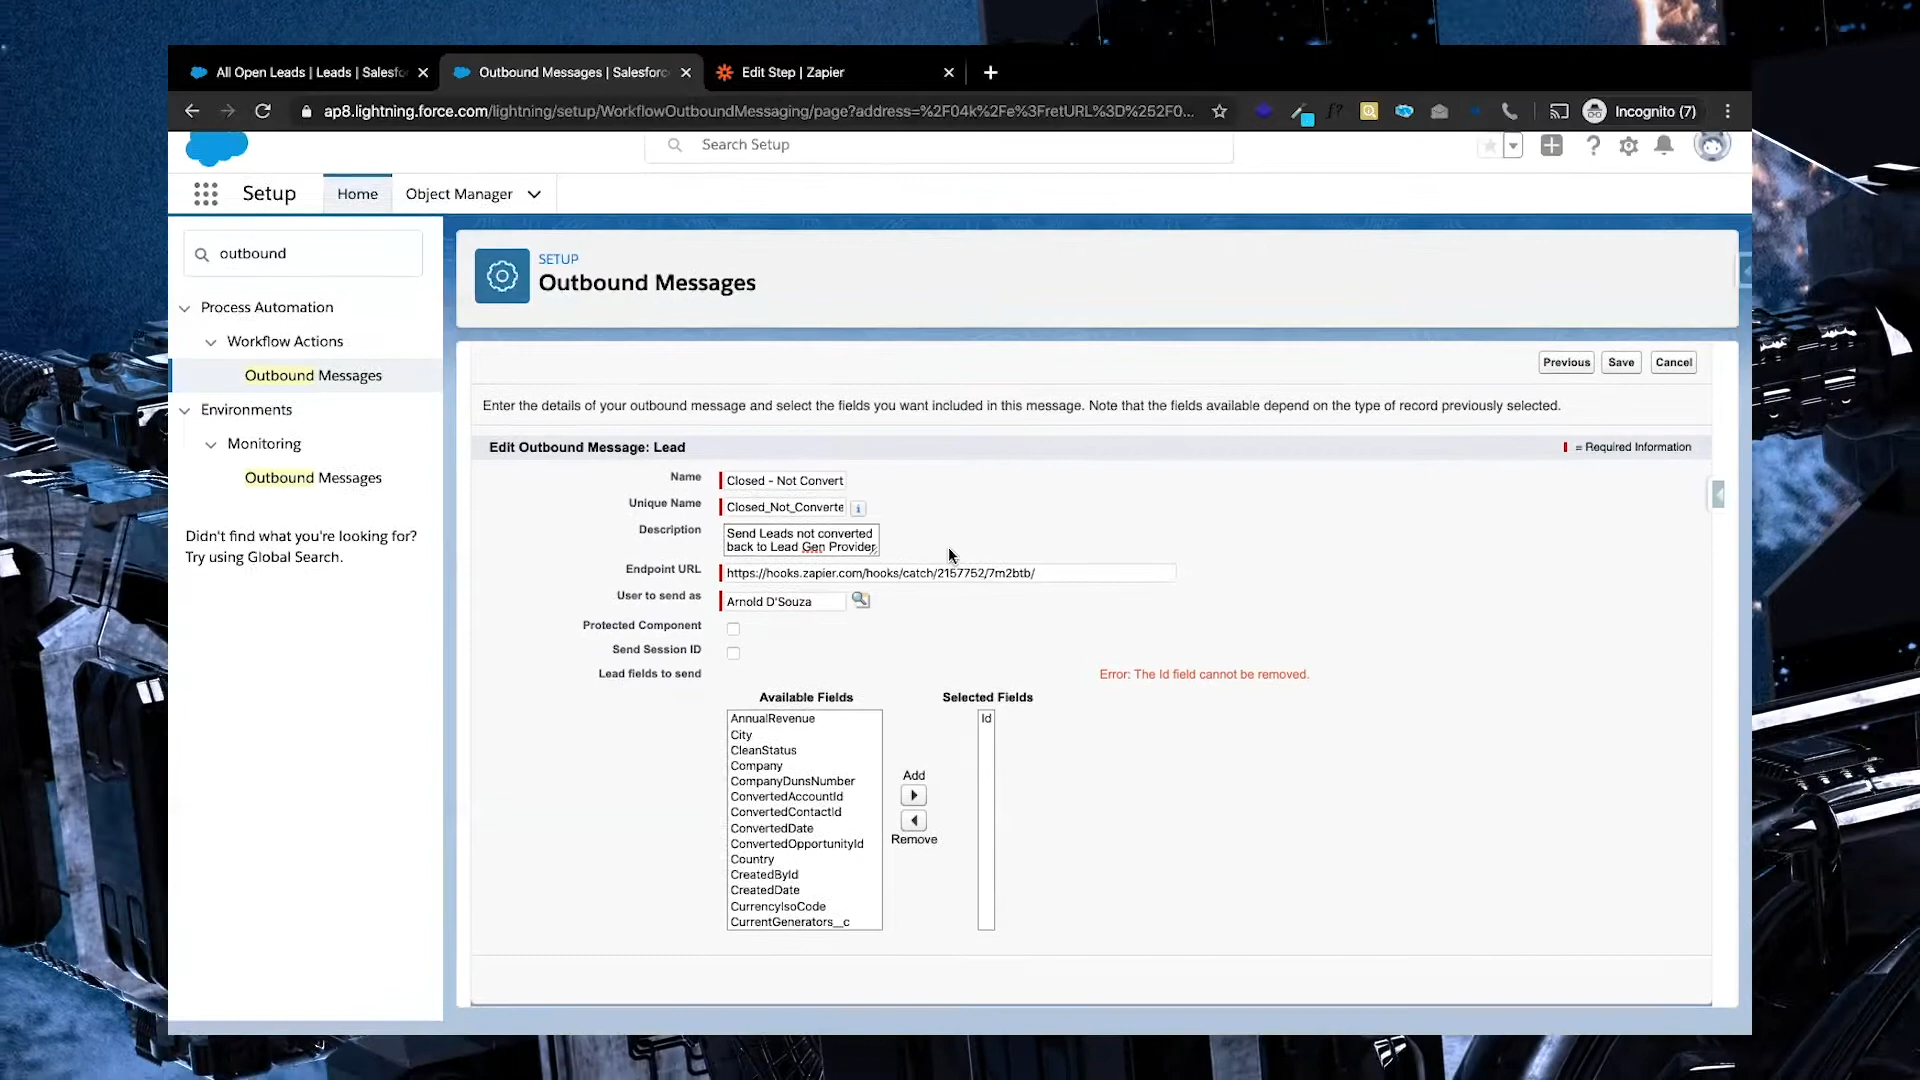 All Open Leads | Leads | Salesfo
Outbound Messages | Salesforc
Edit Step | Zapier
ap8.lightning.force.com/lightning/setup/WorkflowOutboundMessaging/page?address=%2F04k%2Fe%3FretURL%3D%252F0...
Incognito (7)
Search Setup
Setup
Home
Object Manager
outbound
Process Automation
Workflow Actions
Outbound Messages
Environments
Monitoring
Outbound Messages
Didn't find what you're looking for?
Try using Global Search.
SETUP
Outbound Messages
Previous
Save
Cancel
Enter the details of your outbound message and select the fields you want included in this message. Note that the fields available depend on the type of record previously selected.
Edit Outbound Message: Lead
= Required Information
Name
Closed - Not Convert
Unique Name
Closed_Not_Converte
Description
Send Leads not converted
back to Lead Gen Provider
Endpoint URL
https://hooks.zapier.com/hooks/catch/2157752/7m2btb/
User to send as
Arnold D'Souza
Protected Component
Send Session ID
Lead fields to send
Error: The Id field cannot be removed.
Available Fields
Selected Fields
AnnualRevenue
City
CleanStatus
Company
CompanyDunsNumber
ConvertedAccountId
ConvertedContactId
ConvertedDate
ConvertedOpportunityId
Country
CreatedById
CreatedDate
CurrencyIsoCode
CurrentGenerators__c
Add
Remove
Id